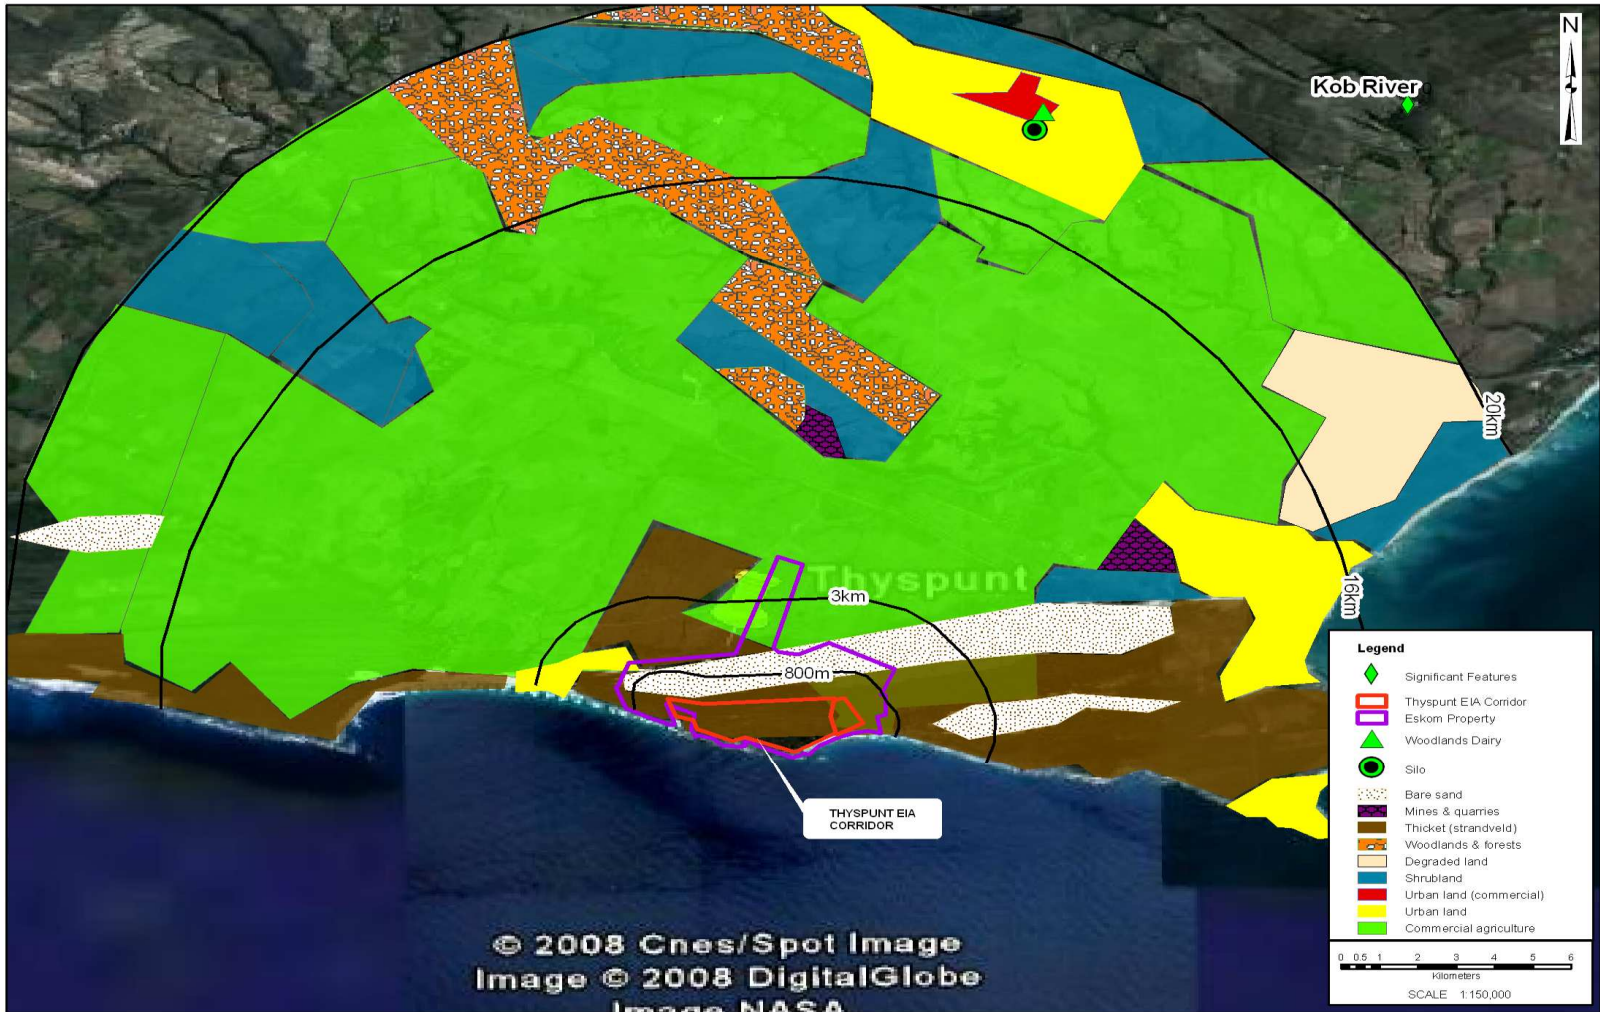 N
Kob River
20km
Thyspunt
3km
16km
800m
THYSPUNT EIA
CORRIDOR
Legend
Significant Features
Thyspunt EIA Corridor
Eskom Property
Woodlands Dairy
Silo
Bare sand
Mines & quarries
Thicket (strandveld)
Woodlands & forests
Degraded land
Shrubland
Urban land (commercial)
Urban land
Commercial agriculture
0 0.5 1 2 3 4 5 6
Kilometers
SCALE 1:150,000
© 2008 Cnes/Spot Image
Image © 2008 DigitalGlobe
Image NASA